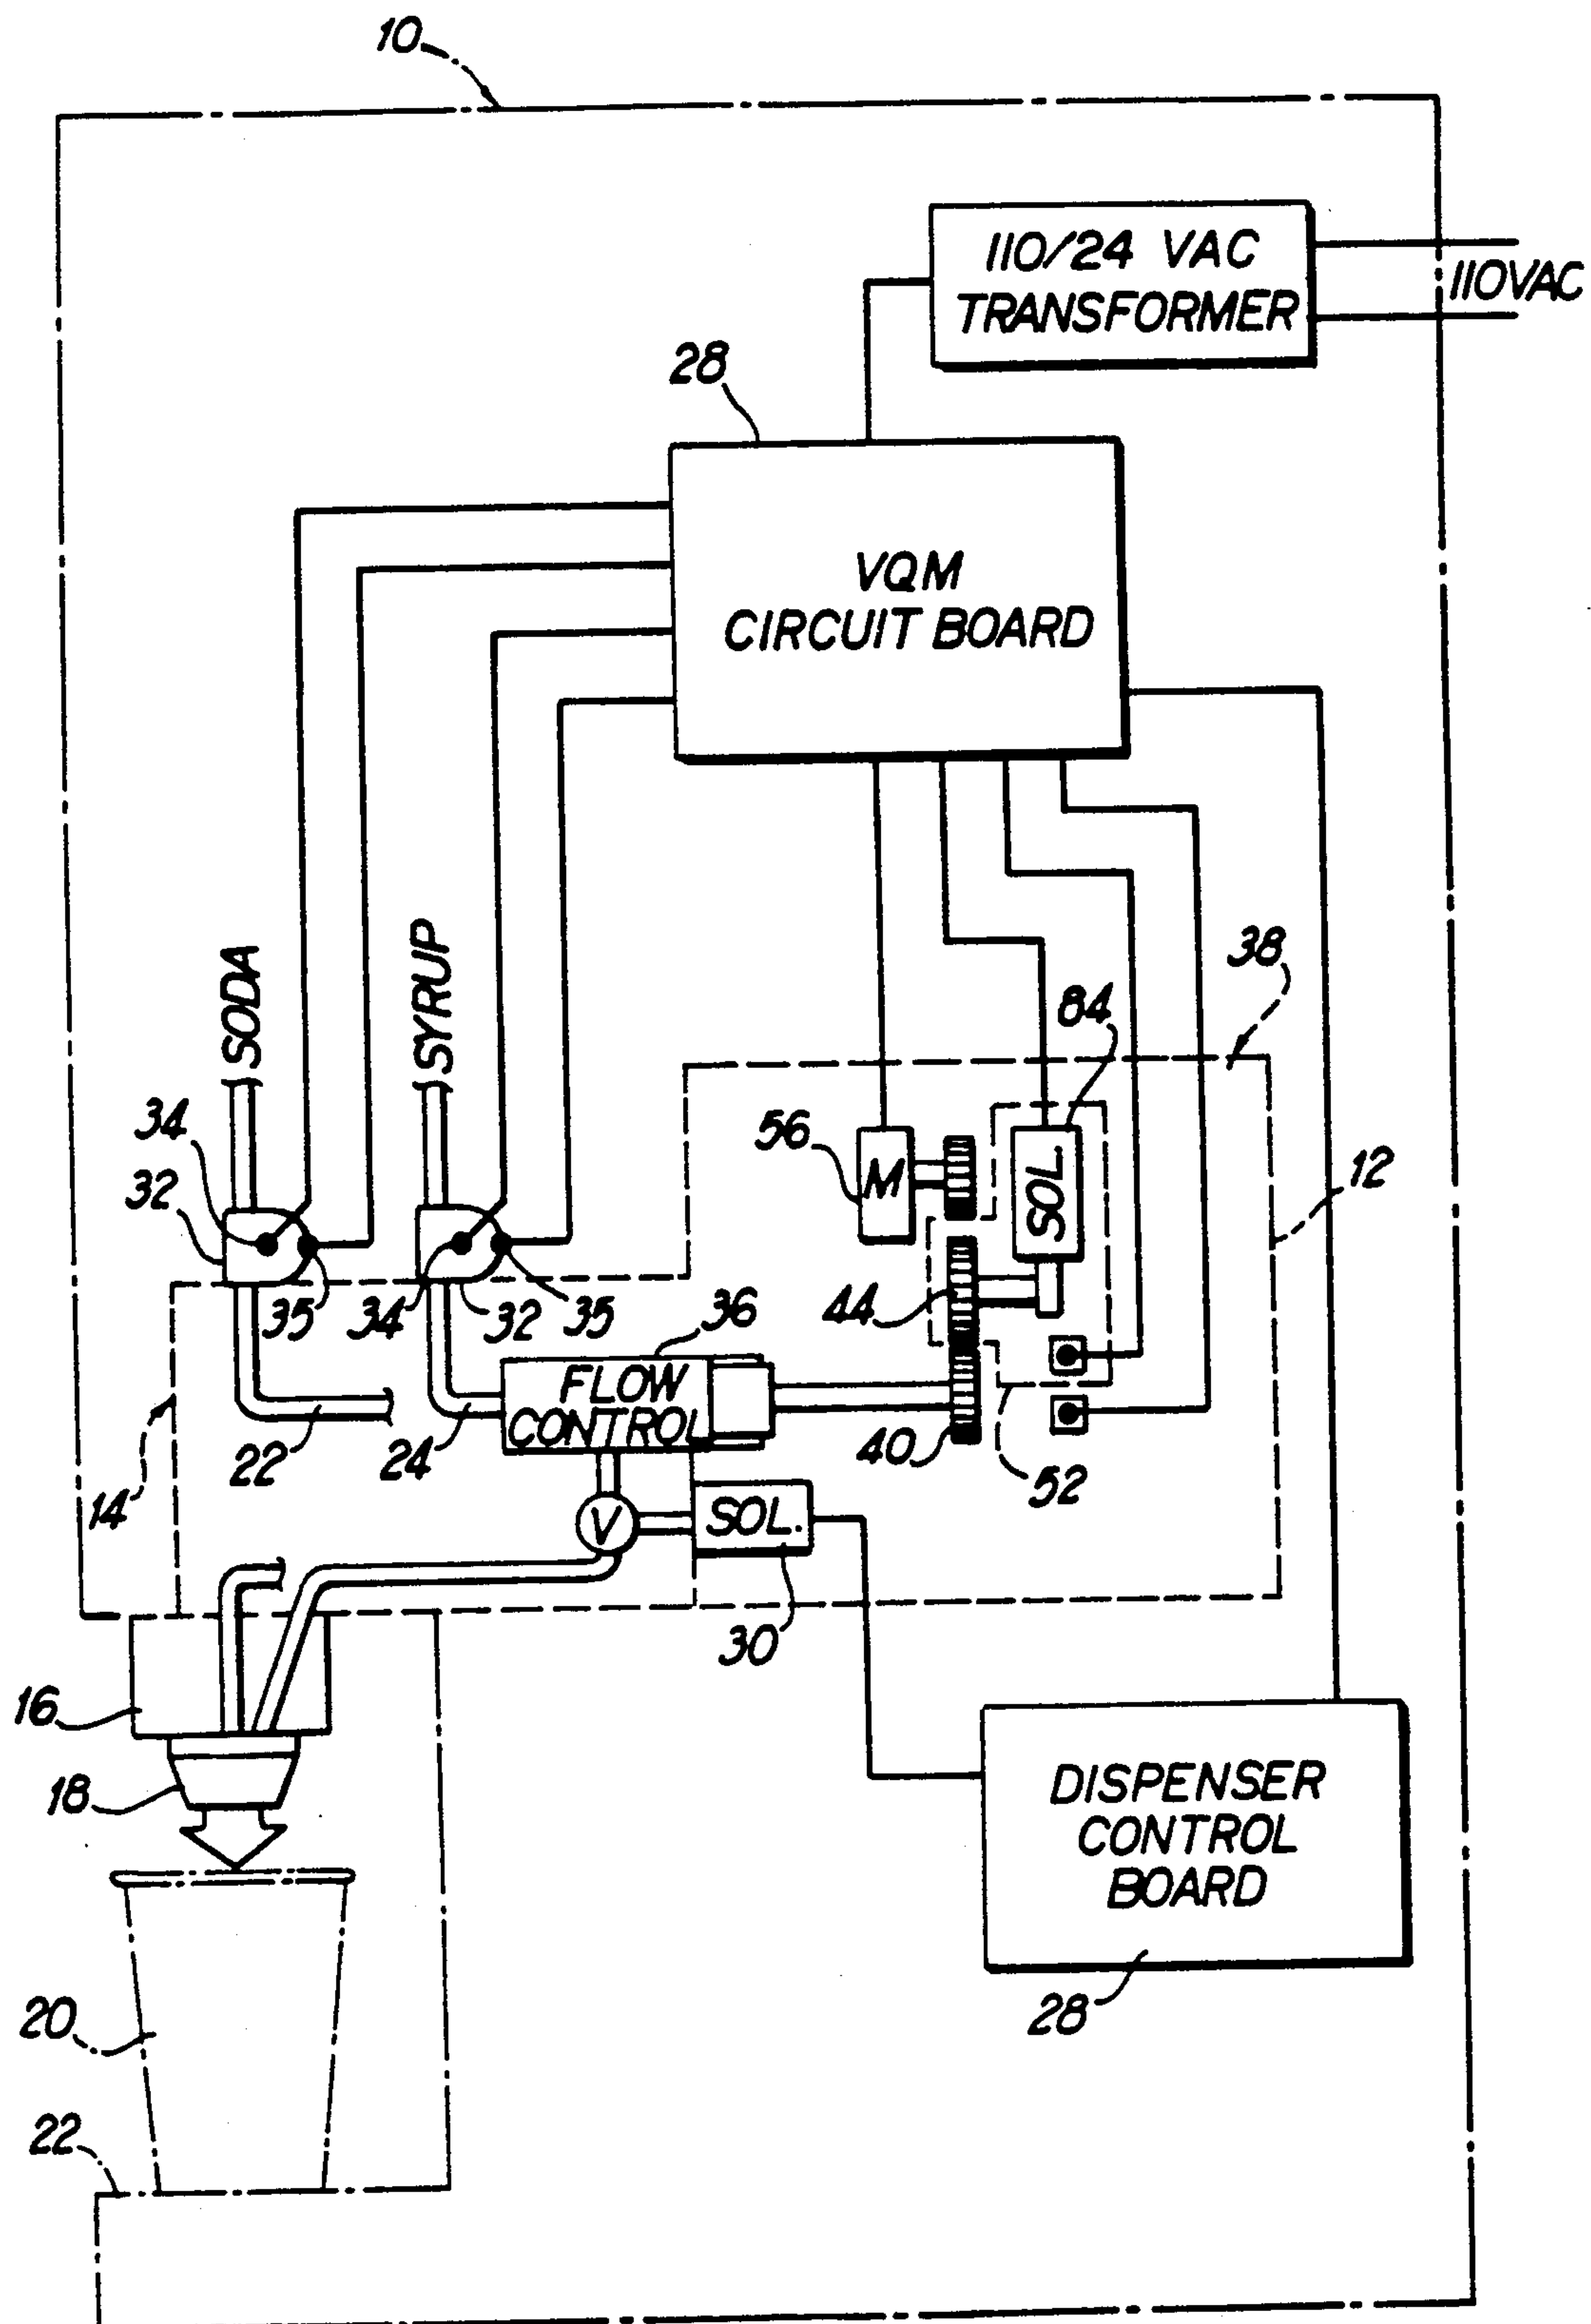 10
110/24 VAC
TRANSFORMER
110VAC
28
VQM
CIRCUIT BOARD
SODA
SYRUP
38
84
34
32
56
M
SOL
12
35
34
32
35
36
44
FLOW
CONTROL
22
24
40
52
14
V
SOL.
30
16
18
DISPENSER
CONTROL
BOARD
28
20
22